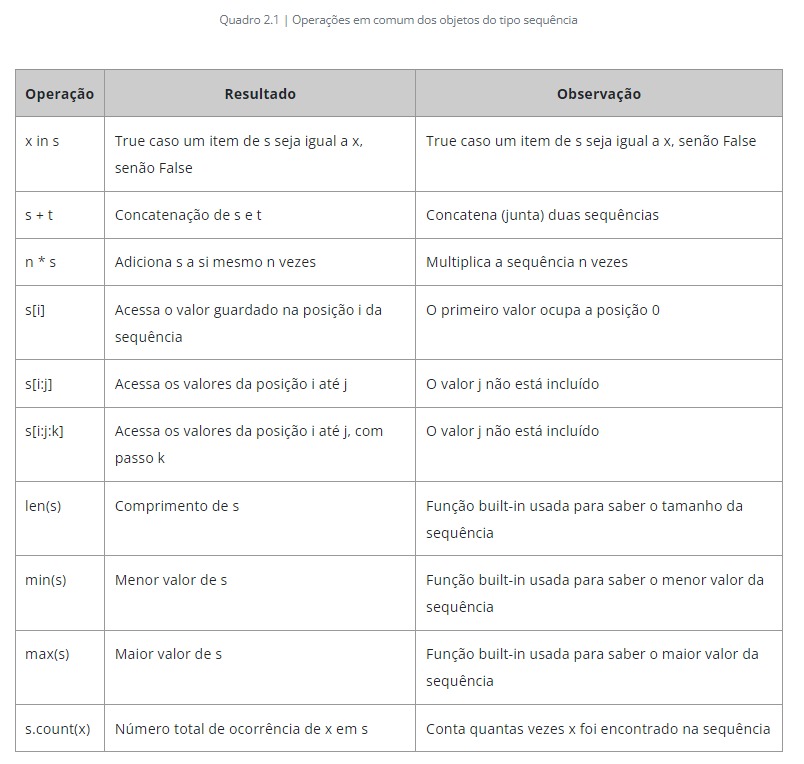 Quadro 2.1 | Operações em comum dos objetos do tipo sequência
Operação Resultado Observação
x in s True caso um item de s seja igual a x, True caso um item de s seja igual a x, senão False
senão False
s + t Concatenação de s e t Concatena (junta) duas sequências
n * s Adiciona s a si mesmo n vezes Multiplica a sequência n vezes
s[i] Acessa o valor guardado na posição i da O primeiro valor ocupa a posição 0
sequência
s[i:j] Acessa os valores da posição i até j O valor j não está incluído
s[i:j:k] Acessa os valores da posição i até j, com O valor j não está incluído
passo k
len(s) Comprimento de s Função built-in usada para saber o tamanho da
sequência
min(s) Menor valor de s Função built-in usada para saber o menor valor da
sequência
max(s) Maior valor de s Função built-in usada para saber o maior valor da
sequência
s.count(x) Número total de ocorrência de x em s Conta quantas vezes x foi encontrado na sequência